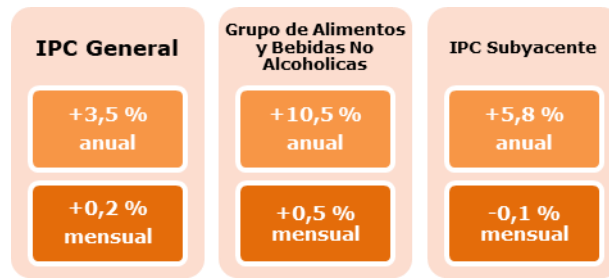 IPC General
+3,5 %
anual
+0,2 %
mensual
Grupo de Alimentos
y Bebidas No
Alcoholicas
+10,5 %
anual
+0,5 %
mensual
IPC Subyacente
+5,8 %
anual
-0,1 %
mensual